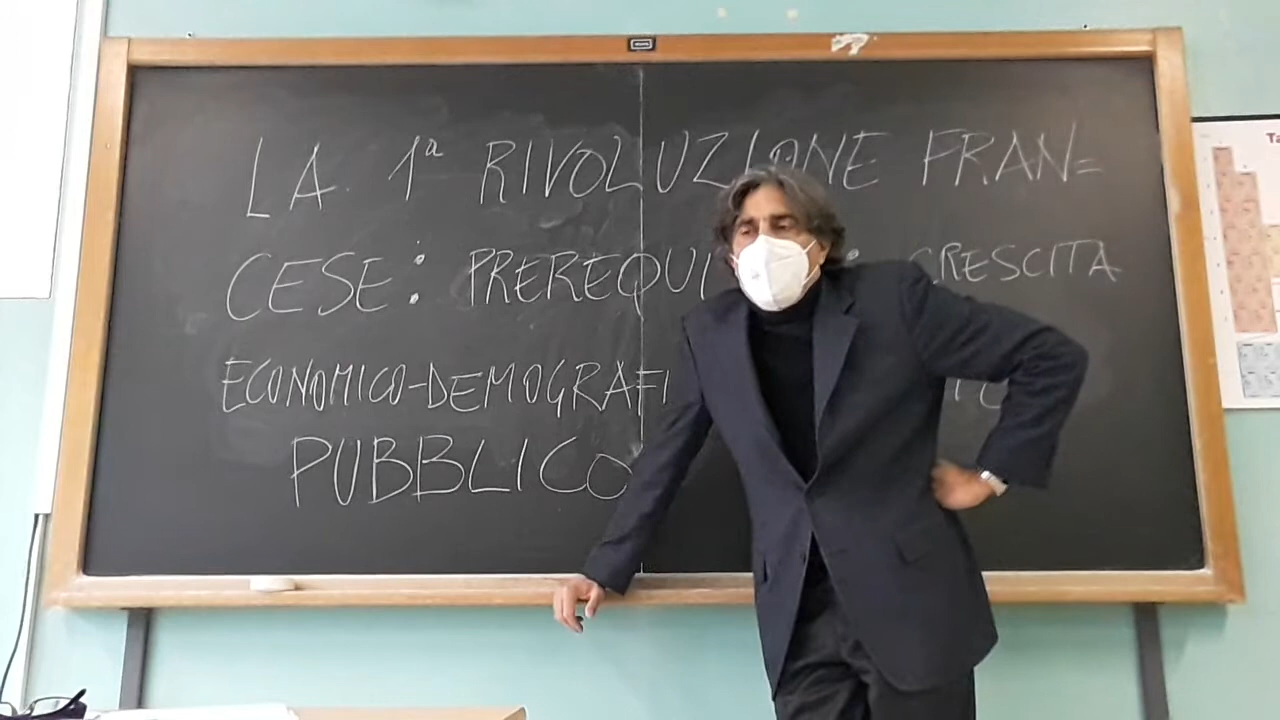 LA 1ª RIVOLUZIONE FRAN=
CESE: PREREQUI : CRESCITA
ECONOMICO-DEMOGRAFI
PUBBLICO